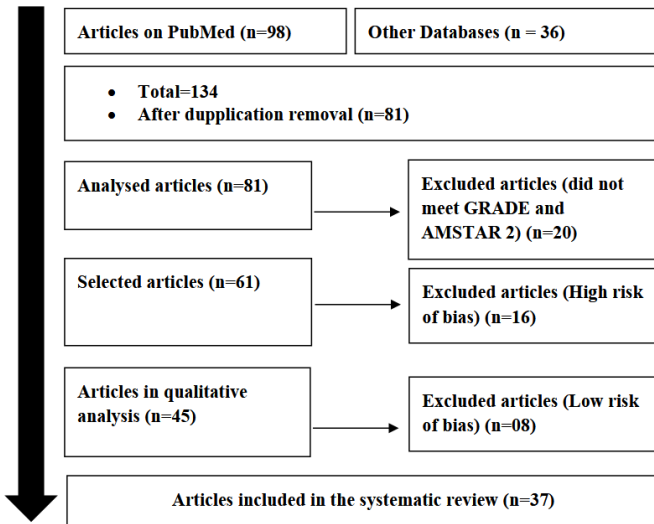 Articles on PubMed (n=98)
Other Databases (n = 36)
• Total=134
• After dupplication removal (n=81)
Analysed articles (n=81)
Excluded articles (did not
meet GRADE and
AMSTAR 2) (n=20)
Selected articles (n=61)
Excluded articles (High risk
of bias) (n=16)
Articles in qualitative
analysis (n=45)
Excluded articles (Low risk
of bias) (n=08)
Articles included in the systematic review (n=37)